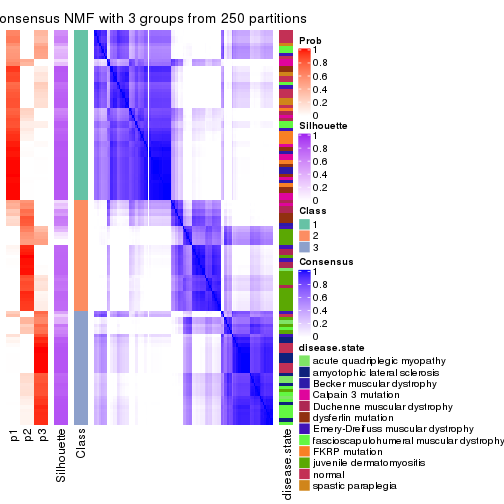 onsensus NMF with 3 groups from 250 partitions
p1
p2
p3
Silhouette
Class
disease.state
Prob
1
0.8
0.6
0.4
0.2
0
Silhouette
1
0.8
0.6
0.4
0.2
0
Class
1
2
3
Consensus
1
0.8
0.6
0.4
0.2
0
disease.state
acute quadriplegic myopathy
amyotophic lateral sclerosis
Becker muscular dystrophy
Calpain 3 mutation
Duchenne muscular dystrophy
dysferlin mutation
Emery-Dreifuss muscular dystrophy
fascioscapulohumeral muscular dystrophy
FKRP mutation
juvenile dermatomyositis
normal
spastic paraplegia